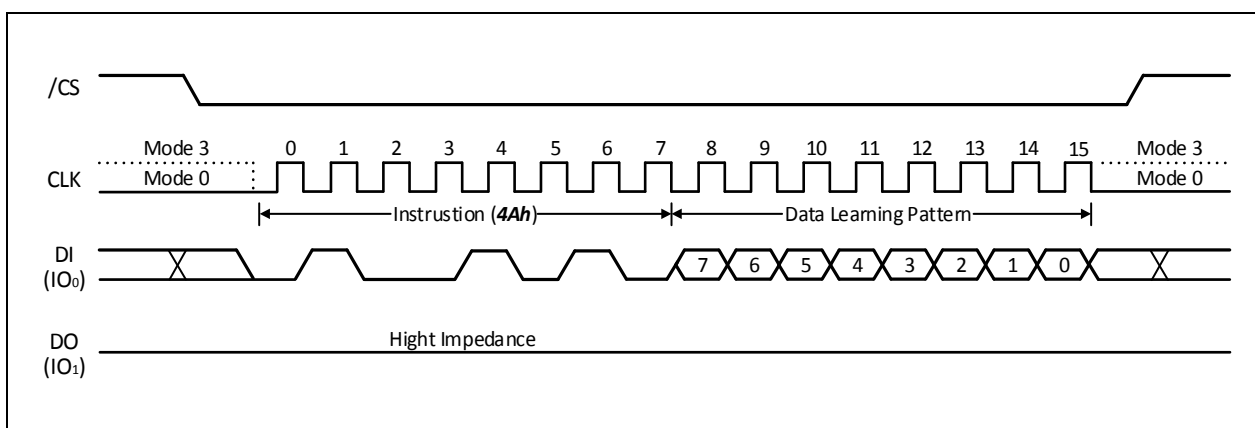 /CS
Mode 3
0 1 2 3 4 5 6 7 8 9 10 11 12 13 14 15
Mode 3
CLK
Mode 0
Mode 0
Instrustion (4Ah)
Data Learning Pattern
DI
(IO0)
7 6 5 4 3 2 1 0
DO
(IO1)
Hight Impedance